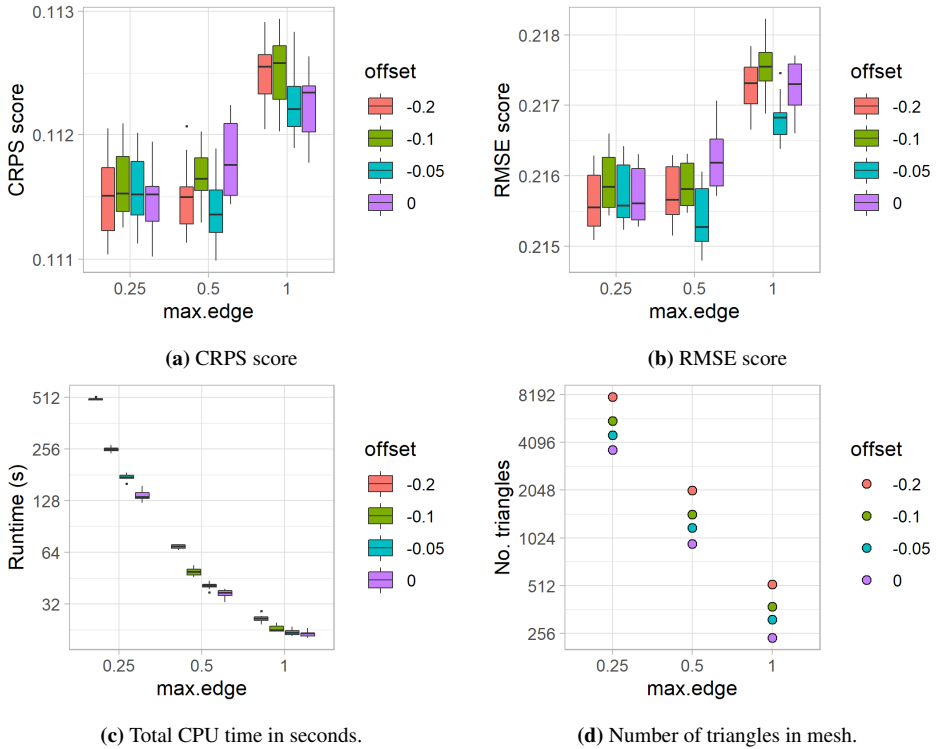 0.113
0.112
0.111
CRPS score
0.25 0.5 1
max.edge
offset
-0.2
-0.1
-0.05
0
(a) CRPS score
0.218
0.217
0.216
0.215
RMSE score
0.25 0.5 1
max.edge
offset
-0.2
-0.1
-0.05
0
(b) RMSE score
512
256
128
64
32
Runtime (s)
0.25 0.5 1
max.edge
offset
-0.2
-0.1
-0.05
0
(c) Total CPU time in seconds.
8192
4096
2048
1024
512
256
No. triangles
0.25 0.5 1
max.edge
offset
-0.2
-0.1
-0.05
0
(d) Number of triangles in mesh.